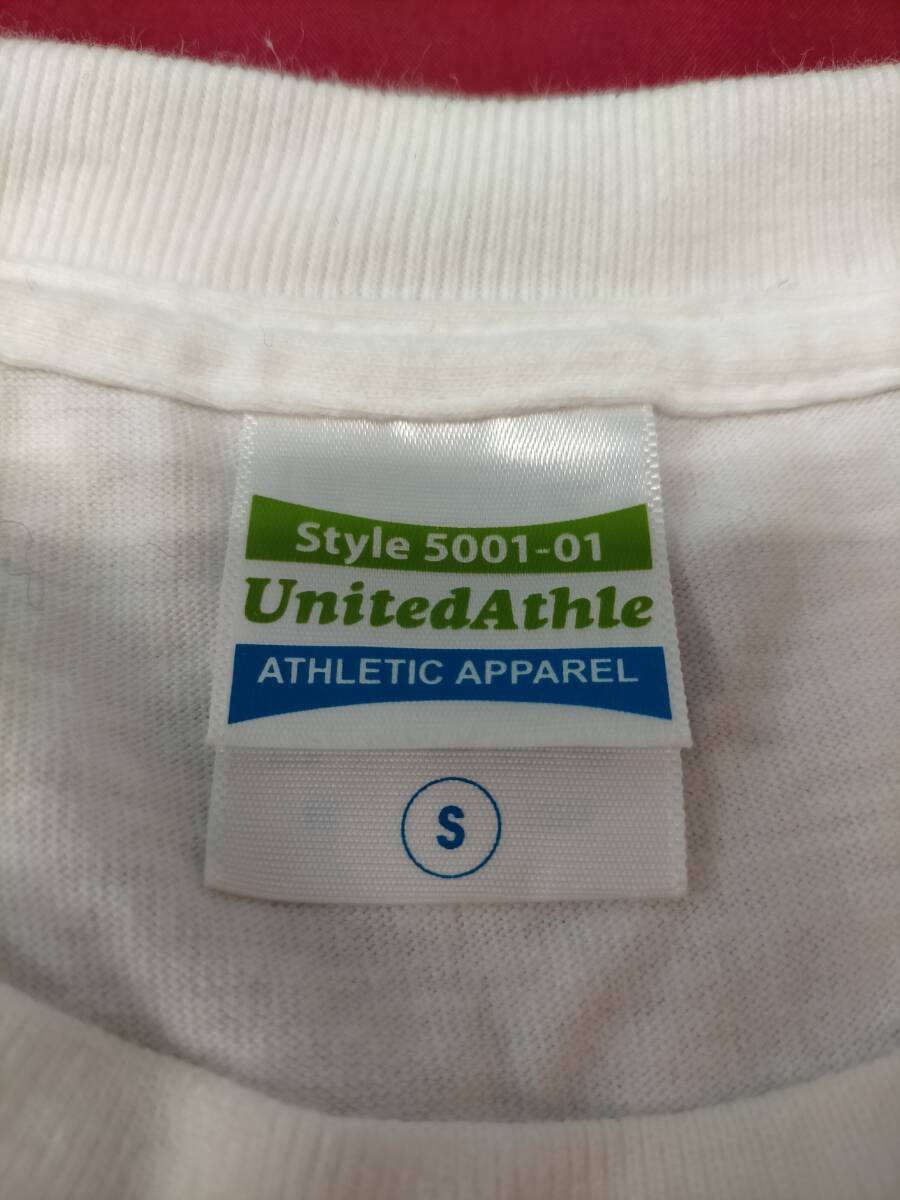 Style 5001-01
UnitedAthle
ATHLETIC APPAREL
S